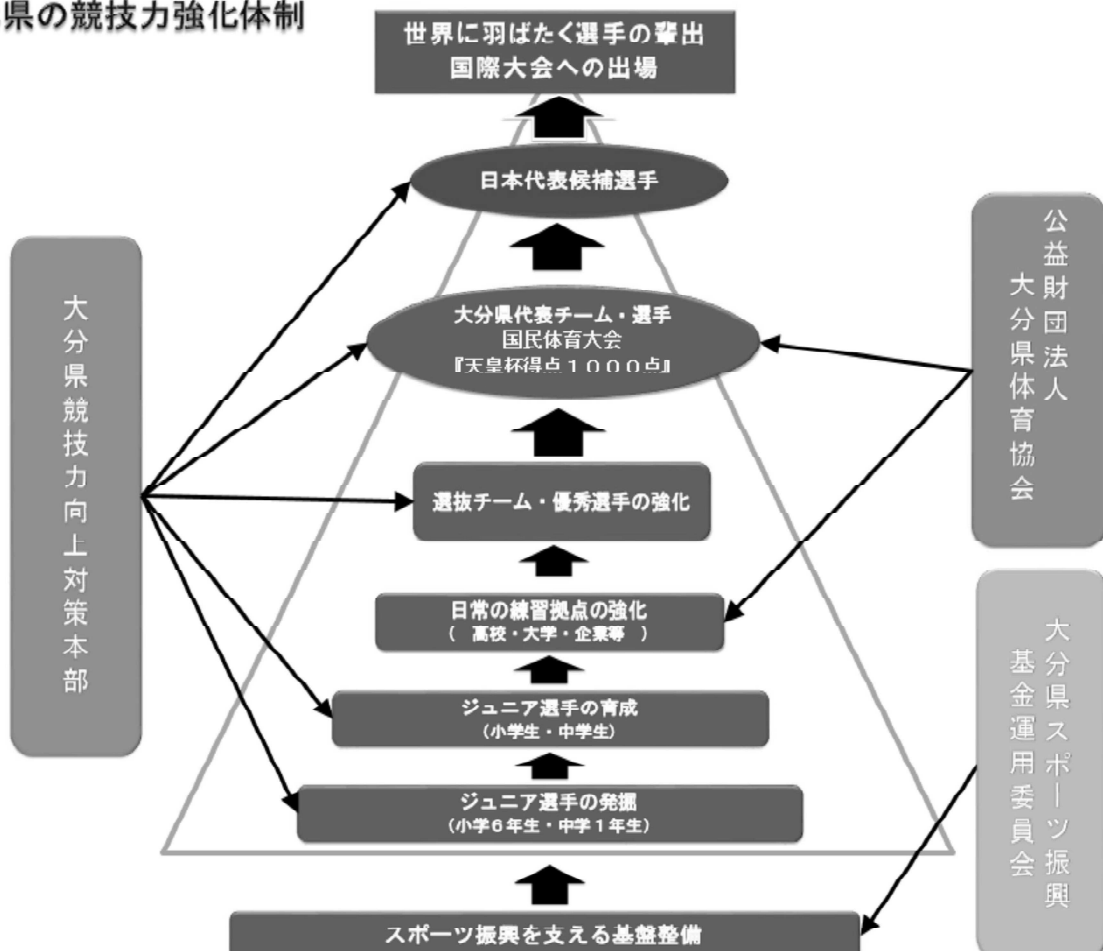 県の競技力強化体制
世界に羽ばたく選手の輩出
国際大会への出場
日本代表候補選手
大分県代表チーム・選手
国民体育大会
『天皇杯得点１０００点』
選抜チーム・優秀選手の強化
日常の練習拠点の強化
（　高校・大学・企業等　）
ジュニア選手の育成
（小学生・中学生）
ジュニア選手の発掘
（小学６年生・中学１年生）
スポーツ振興を支える基盤整備
大分県競技力向上対策本部
公益財団法人
大分県体育協会
大分県スポーツ振興
基金運用委員会